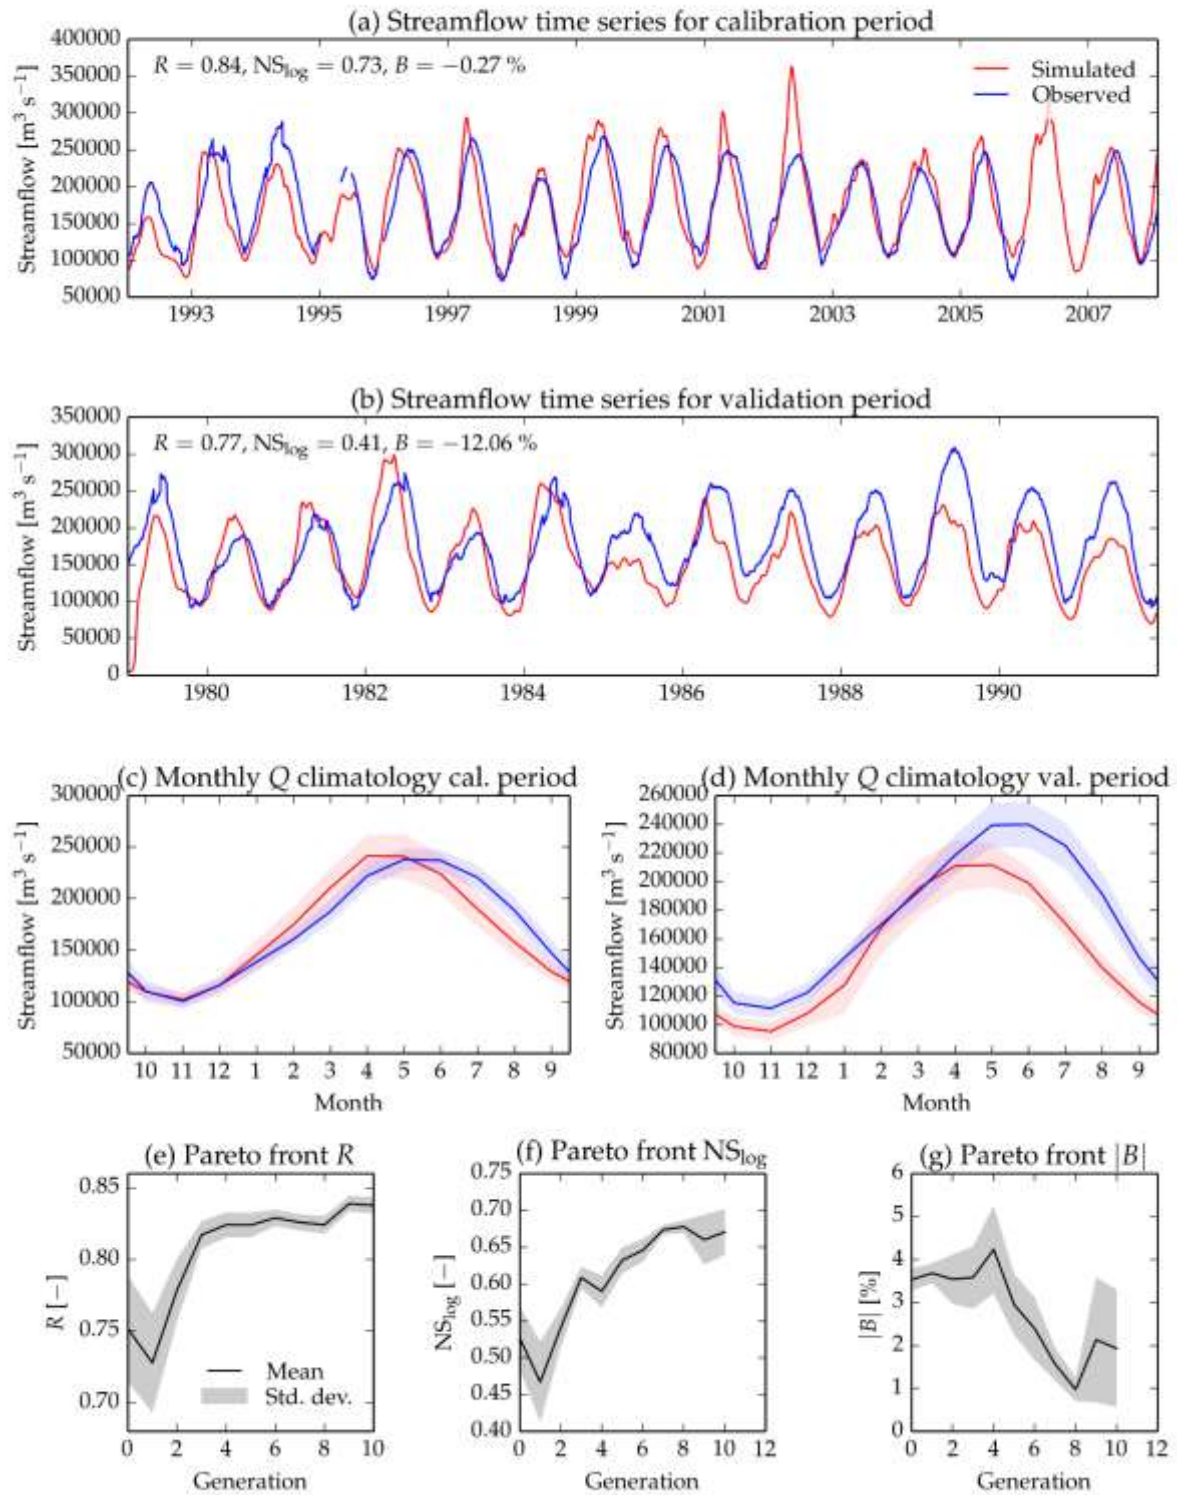 (a) Streamflow time series for calibration period
400000
350000
300000
250000
200000
150000
100000
50000
Streamflow [m³ s⁻¹]
R = 0.84, NS_log = 0.73, B = −0.27 %
Simulated
Observed
1993 1995 1997 1999 2001 2003 2005 2007
(b) Streamflow time series for validation period
350000
300000
250000
200000
150000
100000
50000
0
Streamflow [m³ s⁻¹]
R = 0.77, NS_log = 0.41, B = −12.06 %
1980 1982 1984 1986 1988 1990
(c) Monthly Q climatology cal. period
300000
250000
200000
150000
100000
50000
Streamflow [m³ s⁻¹]
10 11 12 1 2 3 4 5 6 7 8 9
Month
(d) Monthly Q climatology val. period
260000
240000
220000
200000
180000
160000
140000
120000
100000
80000
Streamflow [m³ s⁻¹]
10 11 12 1 2 3 4 5 6 7 8 9
Month
(e) Pareto front R
0.85
0.80
0.75
0.70
R [−]
Mean
Std. dev.
0 2 4 6 8 10
Generation
(f) Pareto front NS_log
0.75
0.70
0.65
0.60
0.55
0.50
0.45
0.40
NS_log [−]
0 2 4 6 8 10 12
Generation
(g) Pareto front |B|
6
5
4
3
2
1
0
|B| [%]
0 2 4 6 8 10 12
Generation